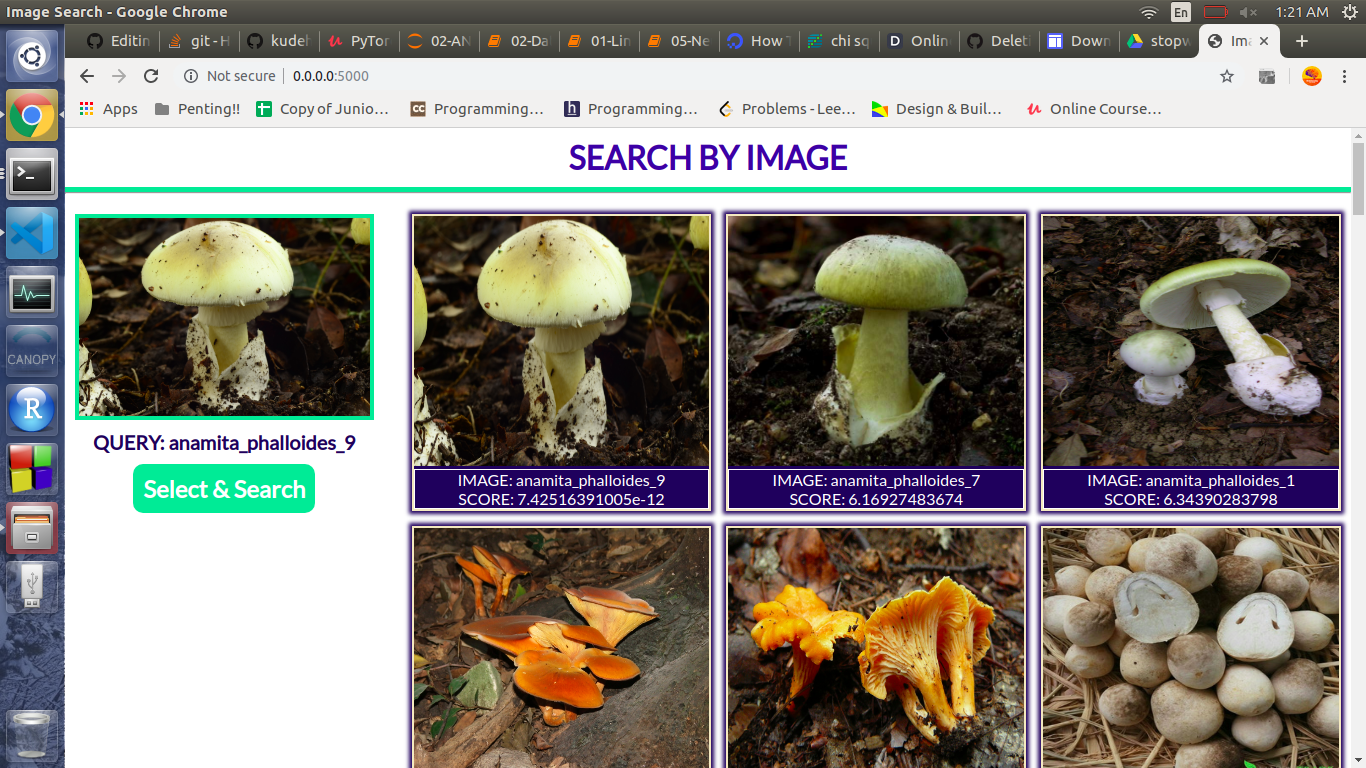 Image Search - Google Chrome
En
1:21 AM
Editin
git - H
kudeh
PyTor
02-AN
02-Da
01-Lin
05-Ne
How T
chi sq
Onlin
Delet
Down
stopw
Ima
Not secure
0.0.0.0:5000
Apps
Penting!!
Copy of Junio...
Programming...
Programming...
Problems - Lee...
Design & Buil...
Online Course...
SEARCH BY IMAGE
QUERY: anamita_phalloides_9
Select & Search
IMAGE: anamita_phalloides_9
SCORE: 7.42516391005e-12
IMAGE: anamita_phalloides_7
SCORE: 6.16927483674
IMAGE: anamita_phalloides_1
SCORE: 6.34390283798
CANOPY
R